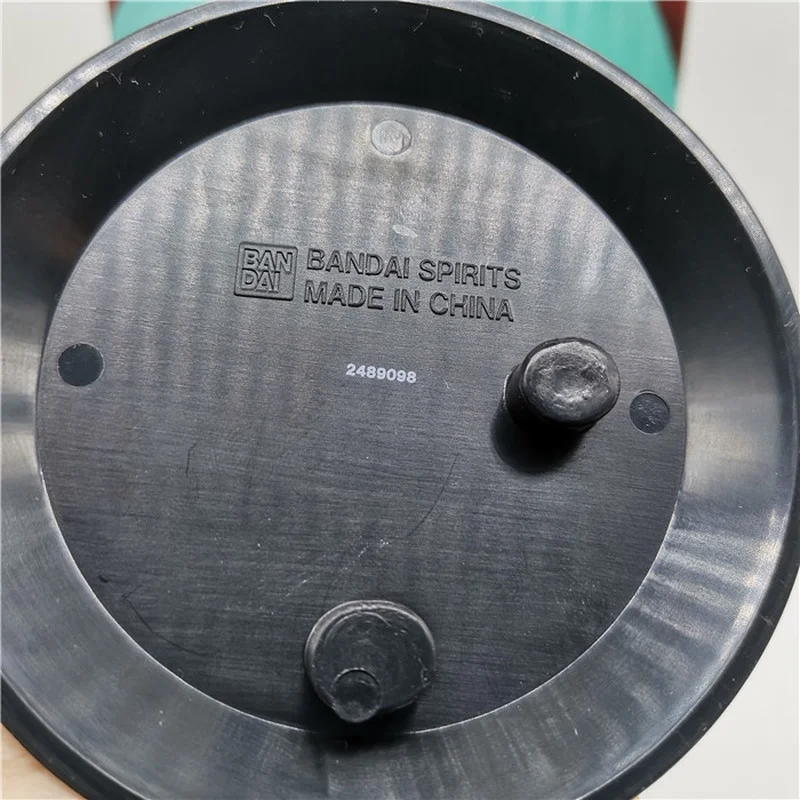 BAN
DAI
BANDAI SPIRITS
MADE IN CHINA
2489098